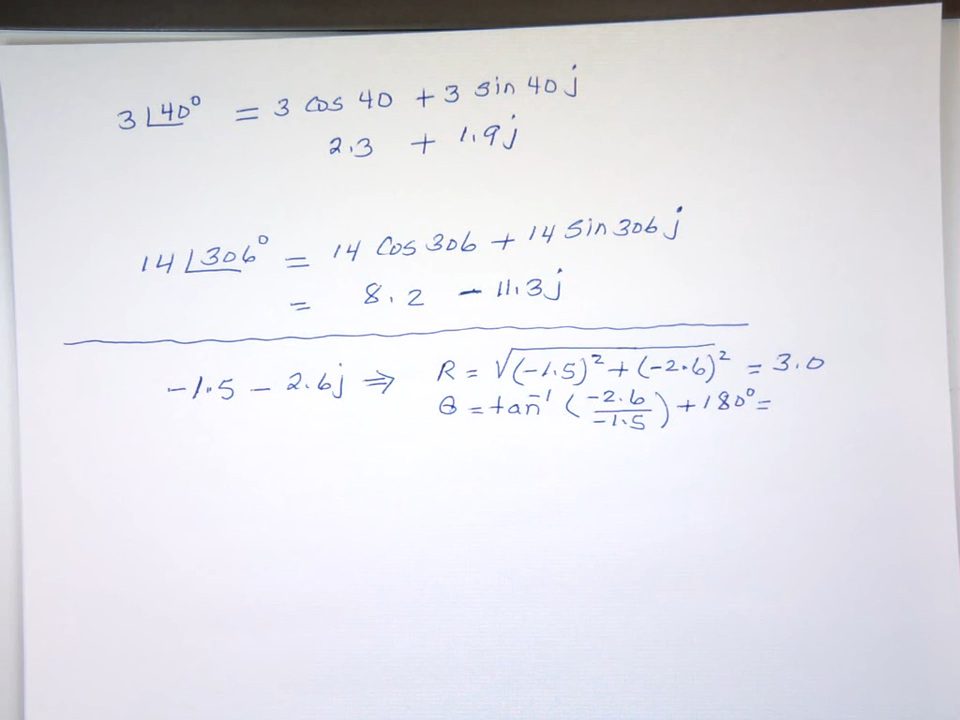 3∠40° = 3 cos 40 + 3 sin 40 j
2.3 + 1.9j
14∠306° = 14 Cos 306 + 14 Sin 306 j
= 8.2 - 11.3j
-1.5 - 2.6j ⇒ R = √(-1.5)² + (-2.6)² = 3.0
θ = tan⁻¹ (-2.6/-1.5) + 180° =